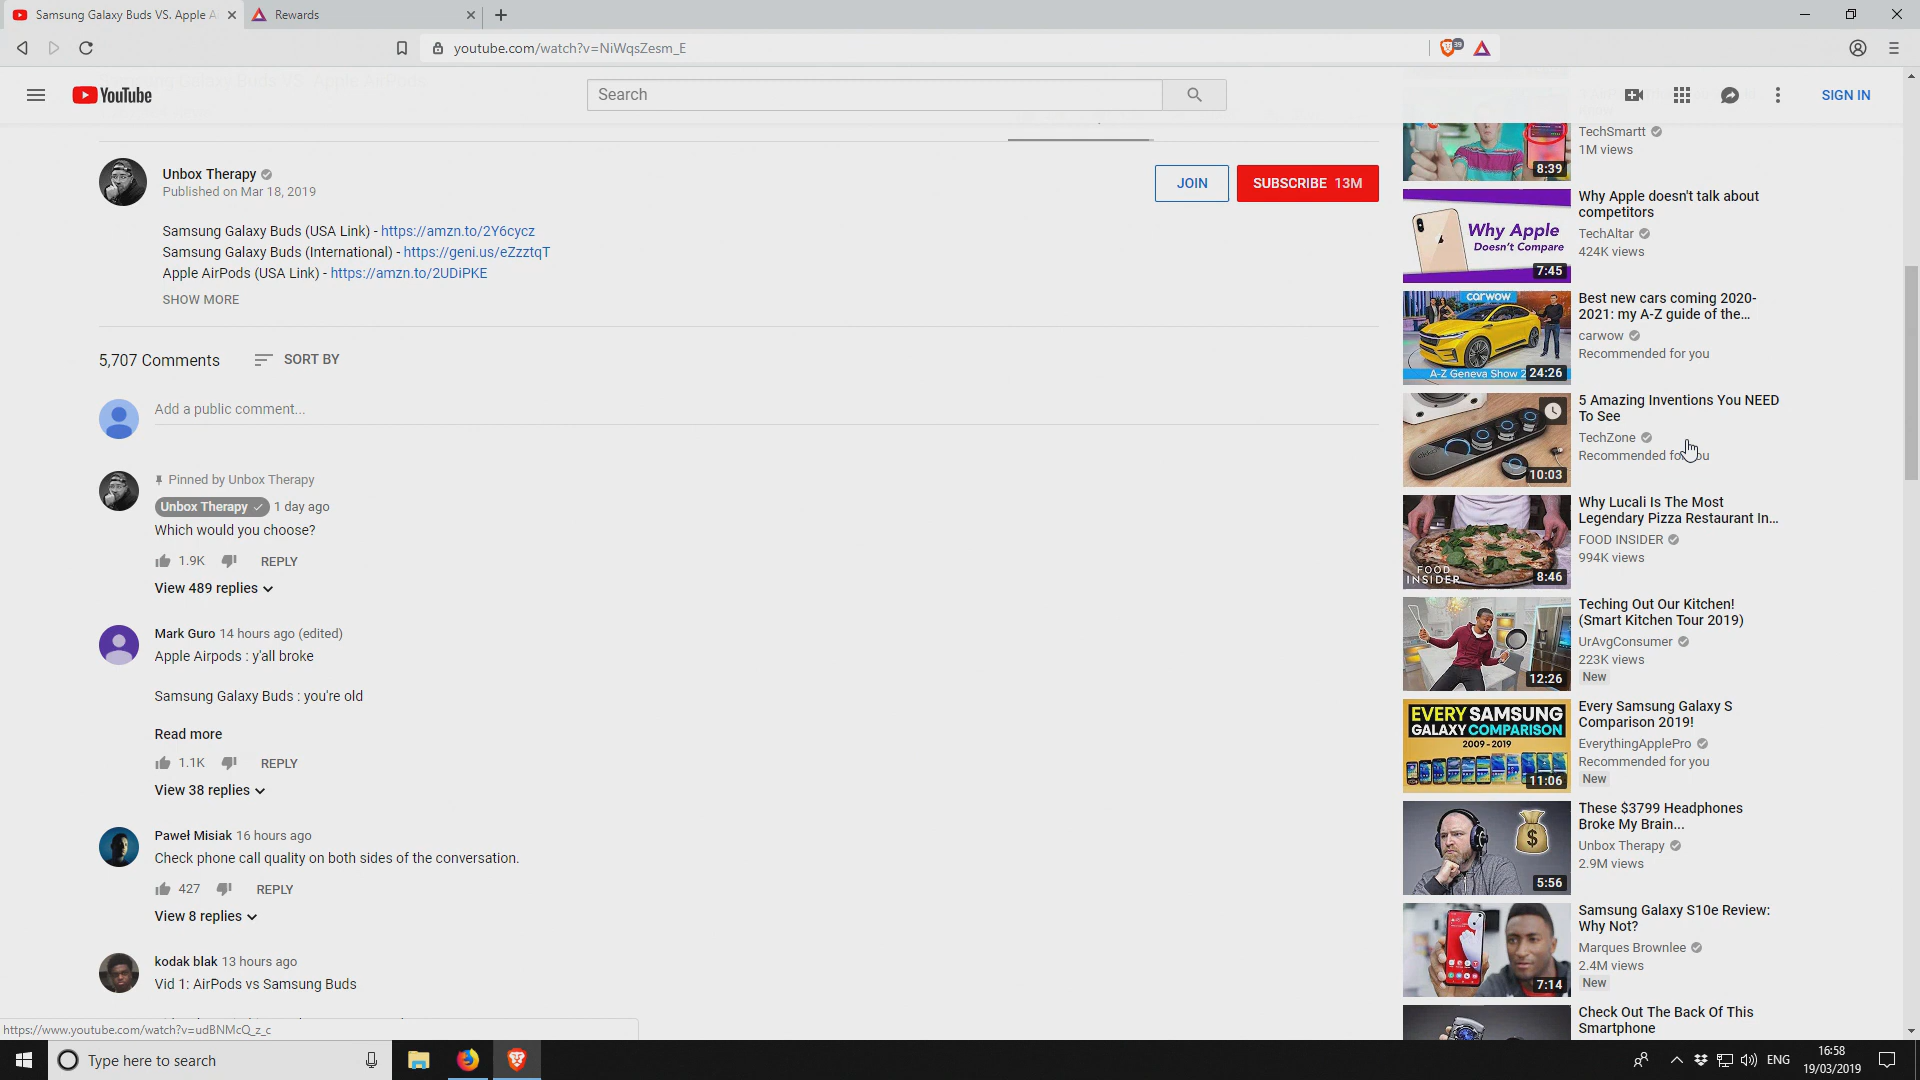 Samsung Galaxy Buds VS. Apple A
Rewards
youtube.com/watch?v=NiWqsZesm_E
39
YouTube
Search
SIGN IN
Unbox Therapy
Published on Mar 18, 2019
JOIN
SUBSCRIBE 13M
Samsung Galaxy Buds (USA Link) - https://amzn.to/2Y6cycz
Samsung Galaxy Buds (International) - https://geni.us/eZzztqT
Apple AirPods (USA Link) - https://amzn.to/2UDiPKE
SHOW MORE
5,707 Comments
SORT BY
Add a public comment...
Pinned by Unbox Therapy
Unbox Therapy 1 day ago
Which would you choose?
1.9K REPLY
View 489 replies
Mark Guro 14 hours ago (edited)
Apple Airpods : y'all broke
Samsung Galaxy Buds : you're old
Read more
1.1K REPLY
View 38 replies
Paweł Misiak 16 hours ago
Check phone call quality on both sides of the conversation.
427 REPLY
View 8 replies
kodak blak 13 hours ago
Vid 1: AirPods vs Samsung Buds
https://www.youtube.com/watch?v=udBNMcQ_z_c
8:39
TechSmartt
1M views
Why Apple
Doesn't Compare
7:45
Why Apple doesn't talk about
competitors
TechAltar
424K views
carwow
A-Z Geneva Show 2
24:26
Best new cars coming 2020-
2021: my A-Z guide of the...
carwow
Recommended for you
10:03
5 Amazing Inventions You NEED
To See
TechZone
Recommended for you
FOOD
INSIDER
8:46
Why Lucali Is The Most
Legendary Pizza Restaurant In...
FOOD INSIDER
994K views
12:26
Teching Out Our Kitchen!
(Smart Kitchen Tour 2019)
UrAvgConsumer
223K views
New
EVERY SAMSUNG
GALAXY COMPARISON
2009-2019
11:06
Every Samsung Galaxy S
Comparison 2019!
EverythingApplePro
Recommended for you
New
$
5:56
These $3799 Headphones
Broke My Brain...
Unbox Therapy
2.9M views
7:14
Samsung Galaxy S10e Review:
Why Not?
Marques Brownlee
2.4M views
New
Check Out The Back Of This
Smartphone
Type here to search
ENG
16:58
19/03/2019